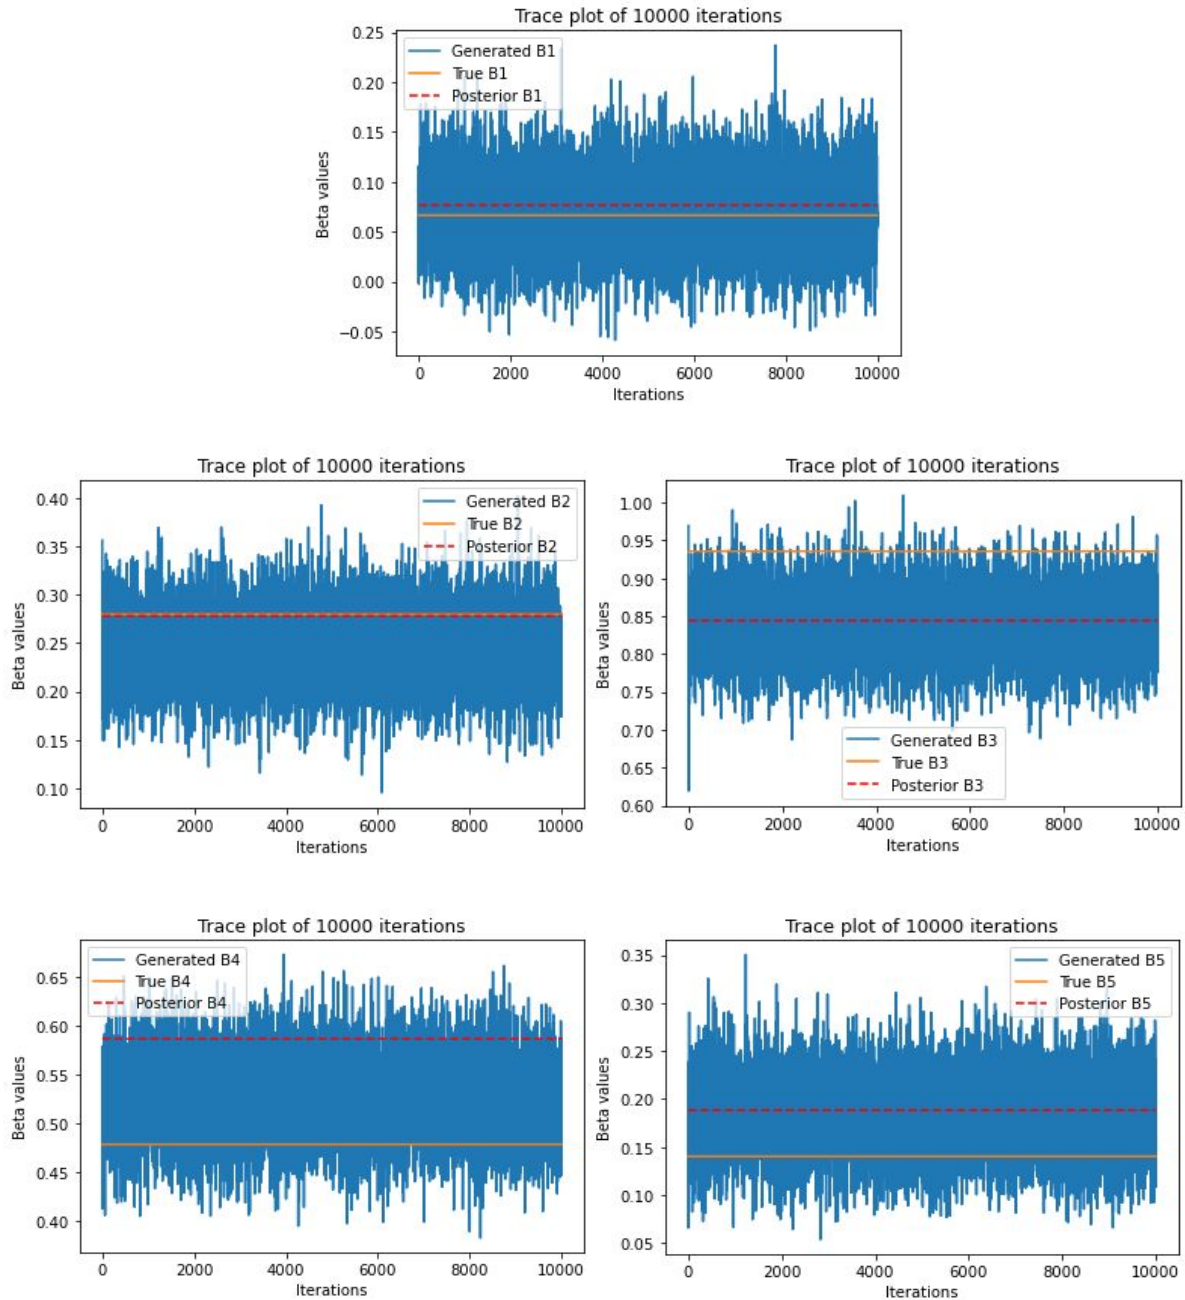 Trace plot of 10000 iterations
Generated B1
True B1
Posterior B1
Beta values
0.25
0.20
0.15
0.10
0.05
0.00
−0.05
0 2000 4000 6000 8000 10000
Iterations
Trace plot of 10000 iterations
Generated B2
True B2
Posterior B2
Beta values
0.40
0.35
0.30
0.25
0.20
0.15
0.10
0 2000 4000 6000 8000 10000
Iterations
Trace plot of 10000 iterations
Beta values
1.00
0.95
0.90
0.85
0.80
0.75
0.70
0.65
0.60
Generated B3
True B3
Posterior B3
0 2000 4000 6000 8000 10000
Iterations
Trace plot of 10000 iterations
Generated B4
True B4
Posterior B4
Beta values
0.65
0.60
0.55
0.50
0.45
0.40
0 2000 4000 6000 8000 10000
Iterations
Trace plot of 10000 iterations
Generated B5
True B5
Posterior B5
Beta values
0.35
0.30
0.25
0.20
0.15
0.10
0.05
0 2000 4000 6000 8000 10000
Iterations